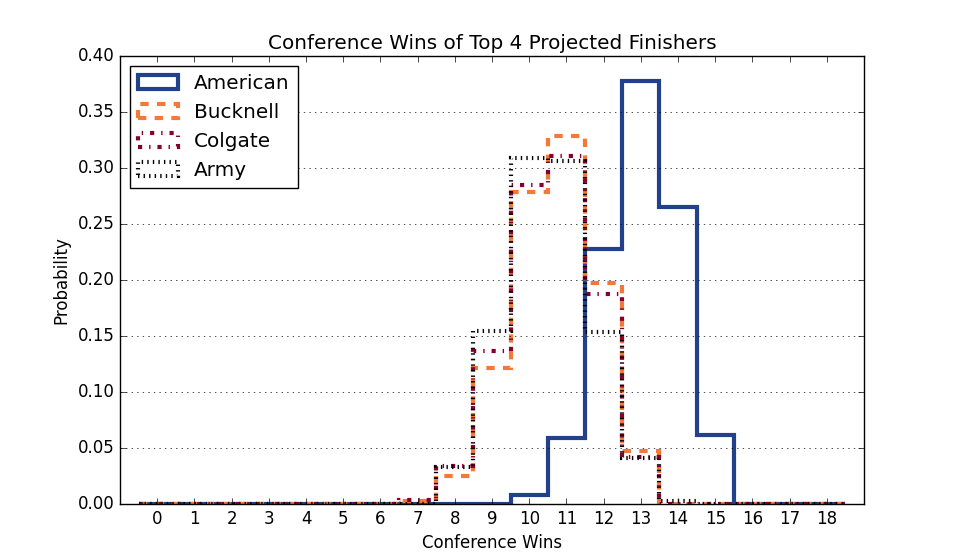 Conference Wins of Top 4 Projected Finishers
0.40
0.35
0.30
0.25
0.20
0.15
0.10
0.05
0.00
Probability
American
Bucknell
Colgate
Army
0 1 2 3 4 5 6 7 8 9 10 11 12 13 14 15 16 17 18
Conference Wins